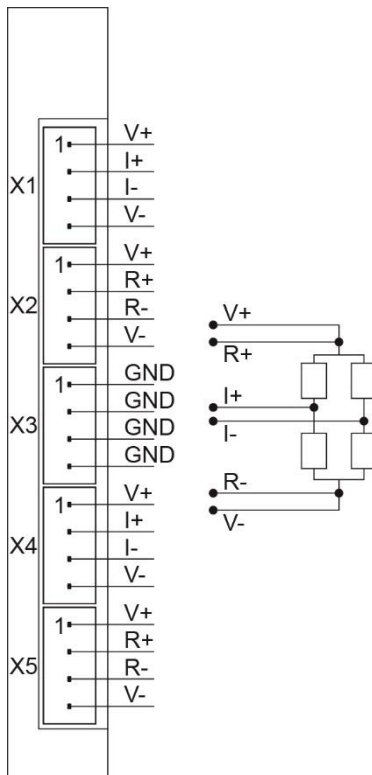 X1
1
V+
I+
I-
V-
X2
1
V+
R+
R-
V-
X3
1
GND
GND
GND
GND
X4
1
V+
I+
I-
V-
X5
1
V+
R+
R-
V-
V+
R+
I+
I-
R-
V-